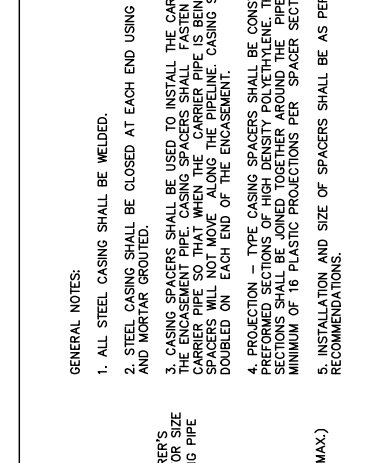 GENERAL NOTES:
1. ALL STEEL CASING SHALL BE WELDED.
2. STEEL CASING SHALL BE CLOSED AT EACH END USING
AND MORTAR GROUTED.
3. CASING SPACERS SHALL BE USED TO INSTALL THE CAR
THE ENCASEMENT PIPE. CASING SPACERS SHALL FASTEN
CARRIER PIPE SO THAT WHEN THE CARRIER PIPE IS BEIN
SPACERS WILL NOT MOVE ALONG THE PIPELINE. CASING S
DOUBLED ON EACH END OF THE ENCASEMENT.
4. PROJECTION - TYPE CASING SPACERS SHALL BE CONS
PREFORMED SECTIONS OF HIGH DENSITY POLYETHYLENE. T
SECTIONS SHALL BE JOINED TOGETHER AROUND THE PIPE
MINIMUM OF 16 PLASTIC PROJECTIONS PER SPACER SECT
5. INSTALLATION AND SIZE OF SPACERS SHALL BE AS PER
RECOMMENDATIONS.
RER'S
OR SIZE
NG PIPE
MAX.)